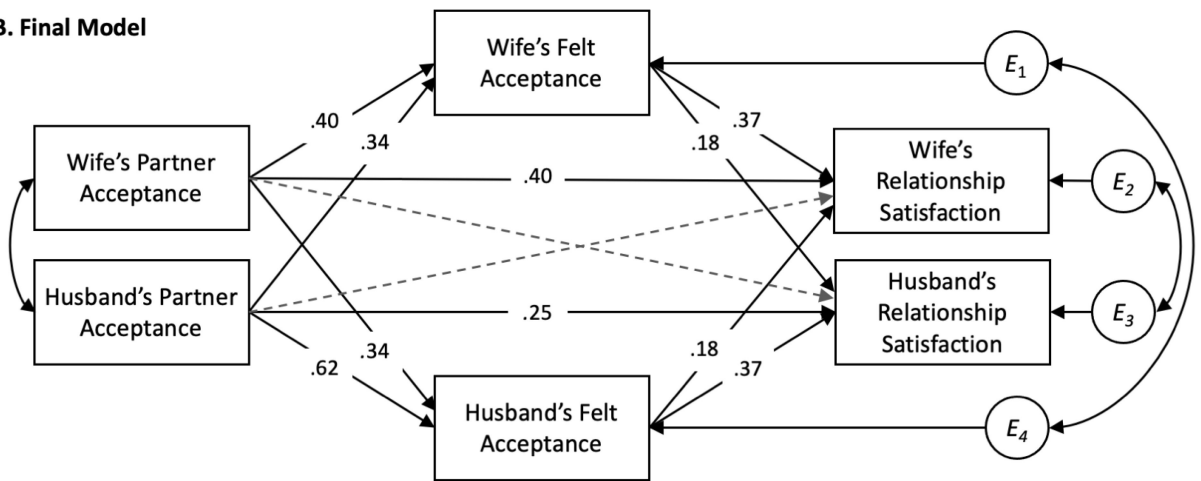 3. Final Model
Wife's Felt
Acceptance
E1
.40
.34
.37
.18
Wife's Partner
Acceptance
.40
Wife's
Relationship
Satisfaction
E2
Husband's Partner
Acceptance
.25
Husband's
Relationship
Satisfaction
E3
.34
.62
.18
.37
Husband's Felt
Acceptance
E4